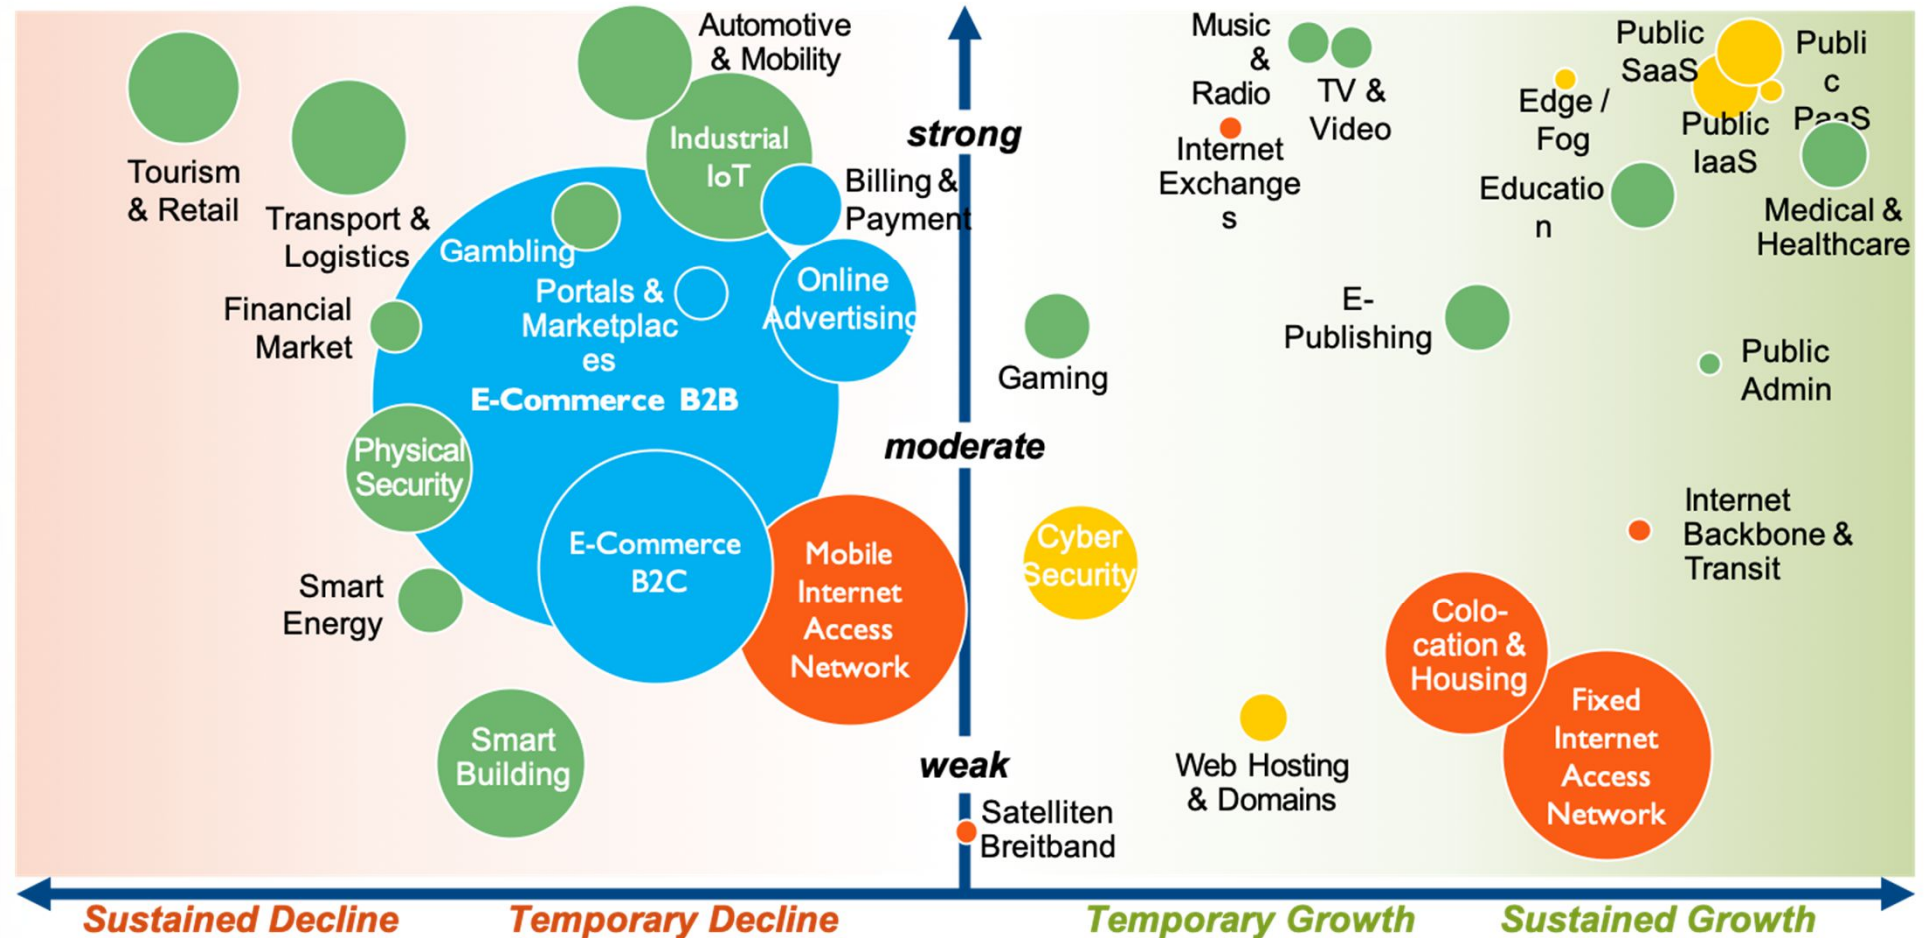 Automotive
& Mobility
Music
&
Radio
TV &
Video
Public
SaaS
Publi
c
PaaS
Edge /
Fog
Public
IaaS
strong
Industrial
IoT
Internet
Exchange
s
Tourism
& Retail
Transport &
Logistics
Billing &
Payment
Educatio
n
Medical &
Healthcare
Gambling
Portals &
Marketplac
es
Online
Advertising
Financial
Market
E-
Publishing
Gaming
Public
Admin
E-Commerce B2B
moderate
Physical
Security
Internet
Backbone &
Transit
E-Commerce
B2C
Mobile
Internet
Access
Network
Cyber
Security
Smart
Energy
Colo-
cation &
Housing
Fixed
Internet
Access
Network
Smart
Building
weak
Web Hosting
& Domains
Satelliten
Breitband
Sustained Decline
Temporary Decline
Temporary Growth
Sustained Growth